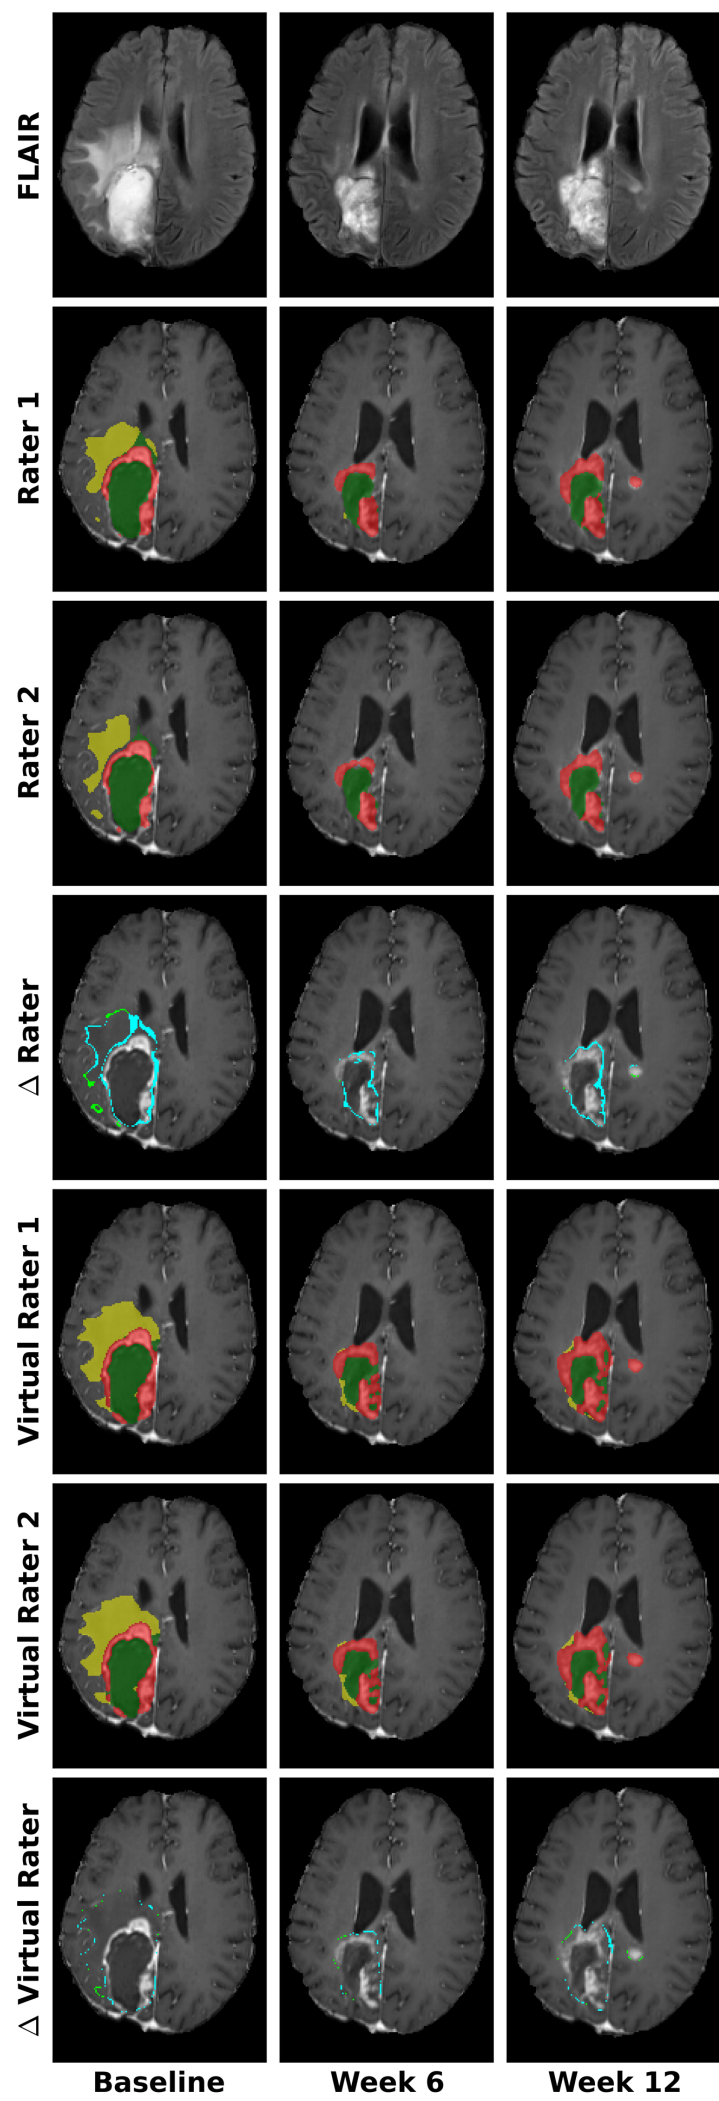 FLAIR
Rater 1
Rater 2
△ Rater
Virtual Rater 1
Virtual Rater 2
△ Virtual Rater
Baseline
Week 6
Week 12